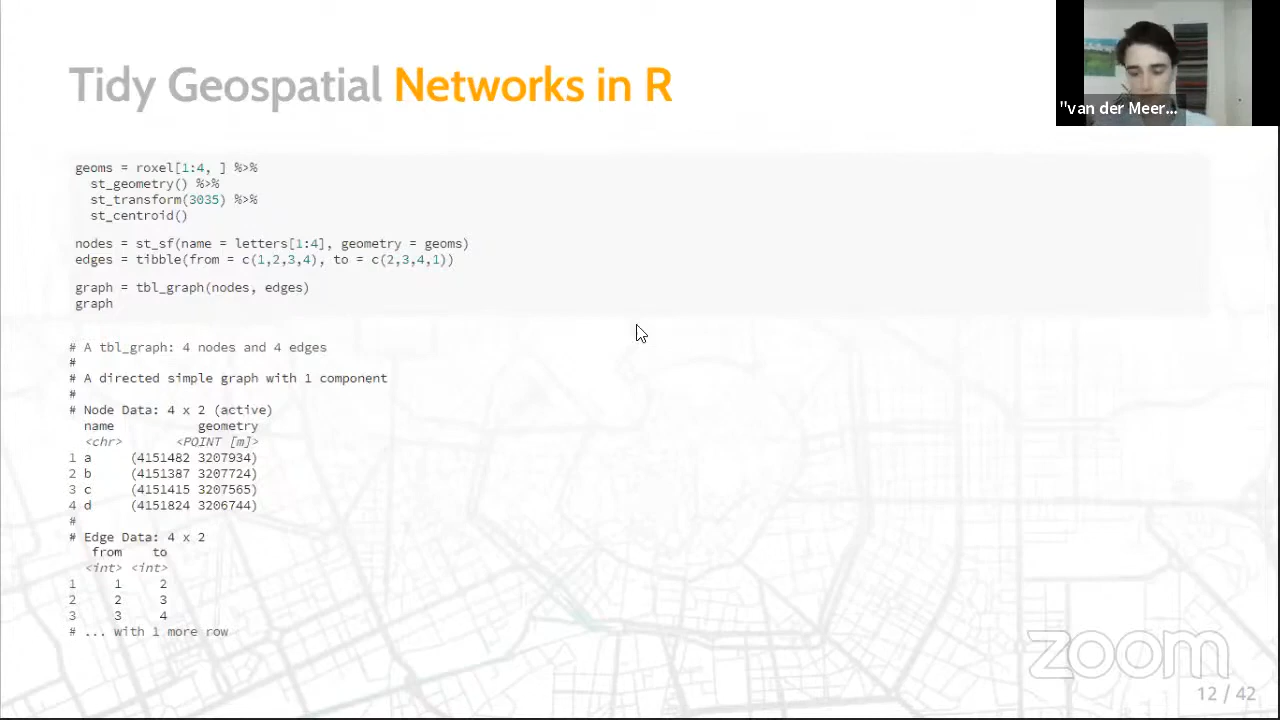 Tidy Geospatial Networks in R
"van der Meer...
geoms = roxel[1:4, ] %>%
st_geometry() %>%
st_transform(3035) %>%
st_centroid()
nodes = st_sf(name = letters[1:4], geometry = geoms)
edges = tibble(from = c(1,2,3,4), to = c(2,3,4,1))
graph = tbl_graph(nodes, edges)
graph
# A tbl_graph: 4 nodes and 4 edges
#
# A directed simple graph with 1 component
#
# Node Data: 4 x 2 (active)
name geometry
<chr> <POINT [m]>
1 a (4151482 3207934)
2 b (4151387 3207724)
3 c (4151415 3207565)
4 d (4151824 3206744)
#
# Edge Data: 4 x 2
from to
<int> <int>
1 1 2
2 2 3
3 3 4
# ... with 1 more row
zoom
12 / 42